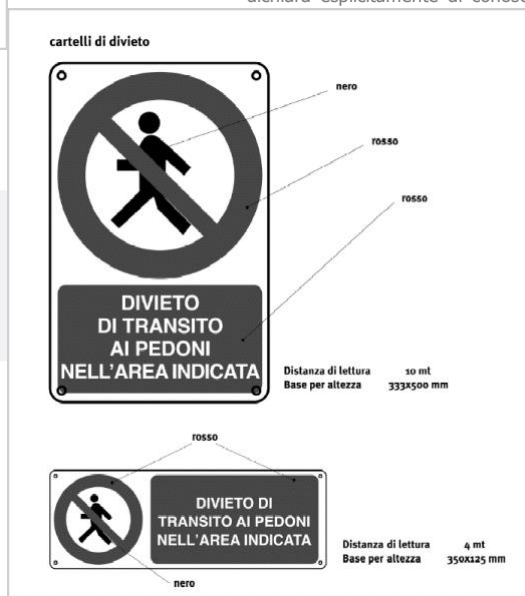 cartelli di divieto
nero
rosso
rosso
DIVIETO
DI TRANSITO
AI PEDONI
NELL'AREA INDICATA
Distanza di lettura 10 mt
Base per altezza 333x500 mm
rosso
DIVIETO DI
TRANSITO AI PEDONI
NELL'AREA INDICATA
Distanza di lettura 4 mt
Base per altezza 350x125 mm
nero